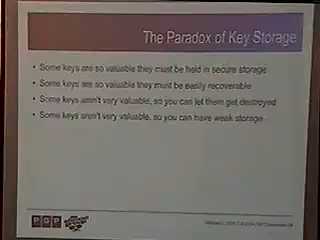 The Paradox of Key Storage
• Some keys are so valuable they must be held in secure storage
• Some keys are so valuable they must be easily recoverable
• Some keys aren't very valuable, so you can let them get destroyed
• Some keys aren't very valuable, so you can have weak storage.
PGP